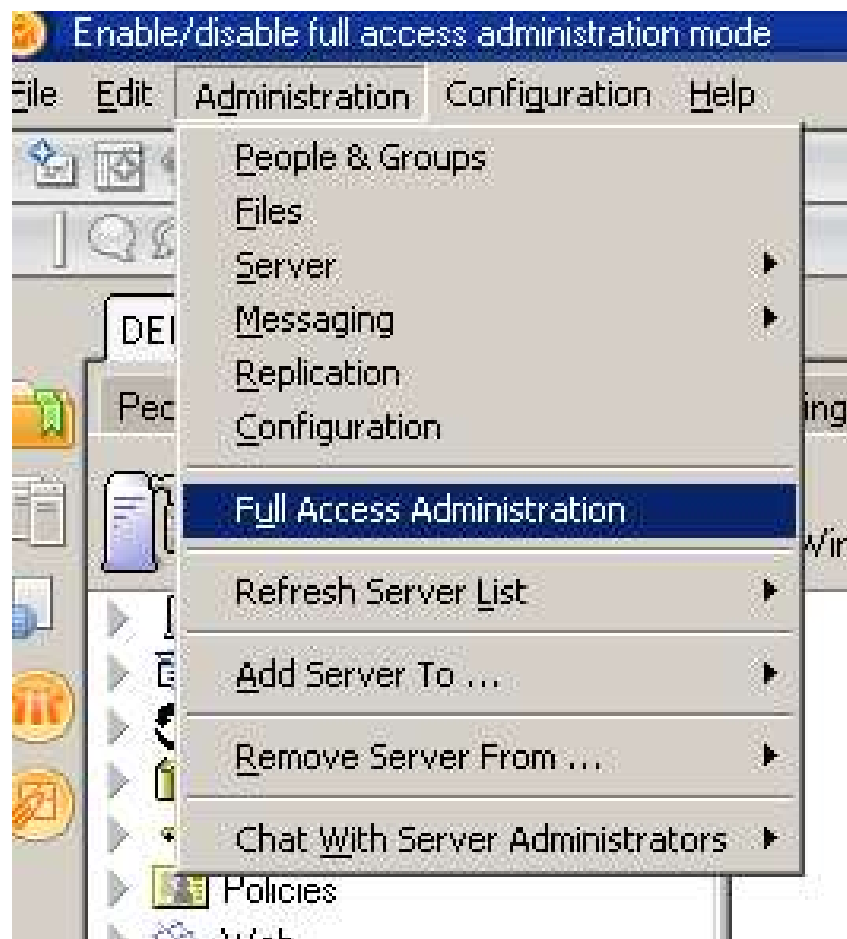 Enable/disable full access administration mode
File Edit Administration Configuration Help
People & Groups
Files
Server
Messaging
Replication
Configuration
Full Access Administration
Refresh Server List
Add Server To ...
Remove Server From ...
Chat With Server Administrators
Policies